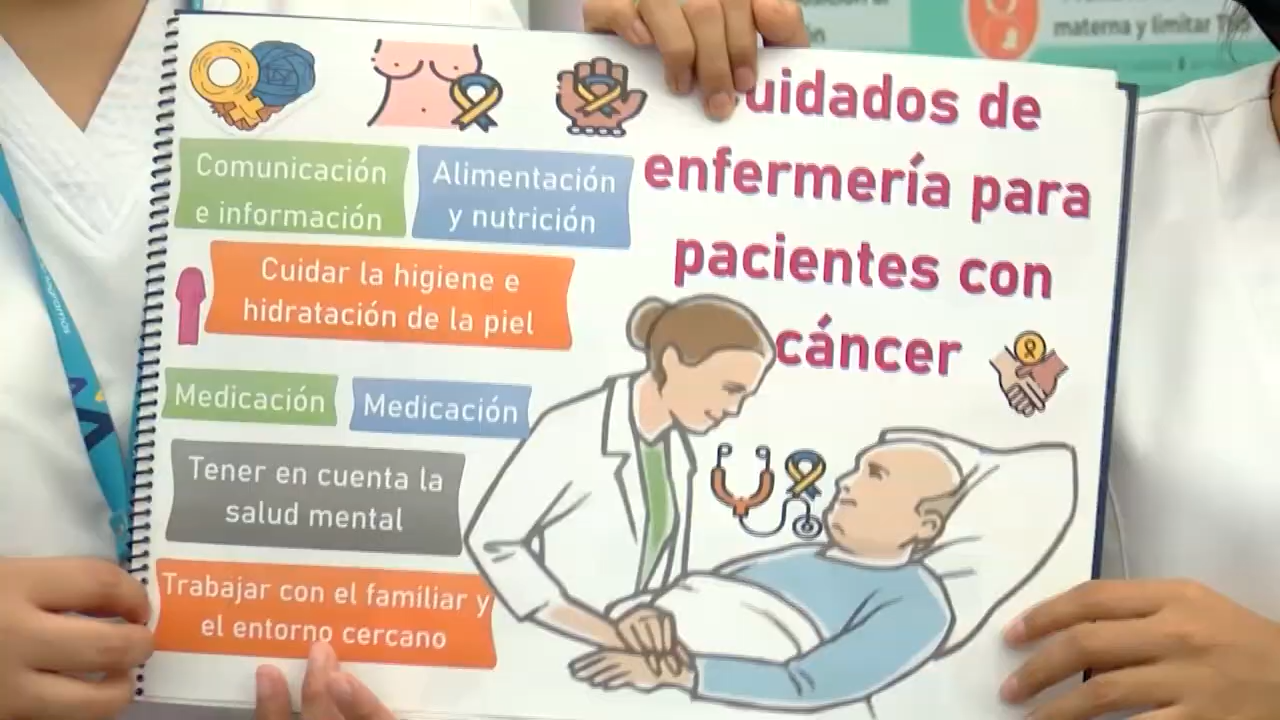 materna y limitar
uidados de
enfermería para
pacientes con
cáncer
Comunicación
e información
Alimentación
y nutrición
Cuidar la higiene e
hidratación de la piel
Medicación
Medicación
Tener en cuenta la
salud mental
Trabajar con el famíliar y
el entorno cercano